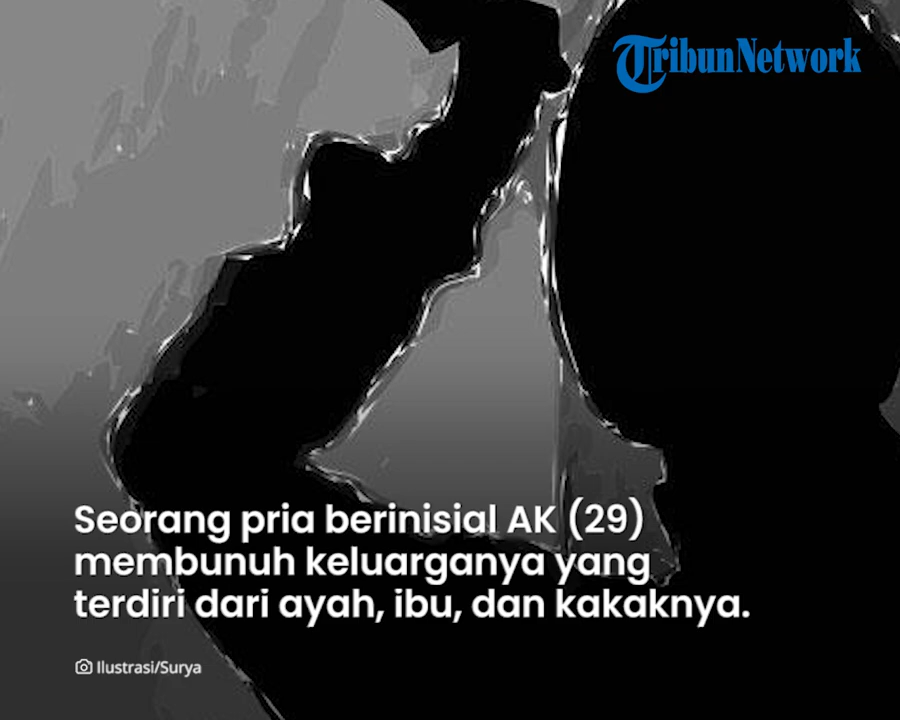 TribunNetwork
Seorang pria berinisial AK (29)
membunuh keluarganya yang
terdiri dari ayah, ibu, dan kakaknya.
Ilustrasi/Surya